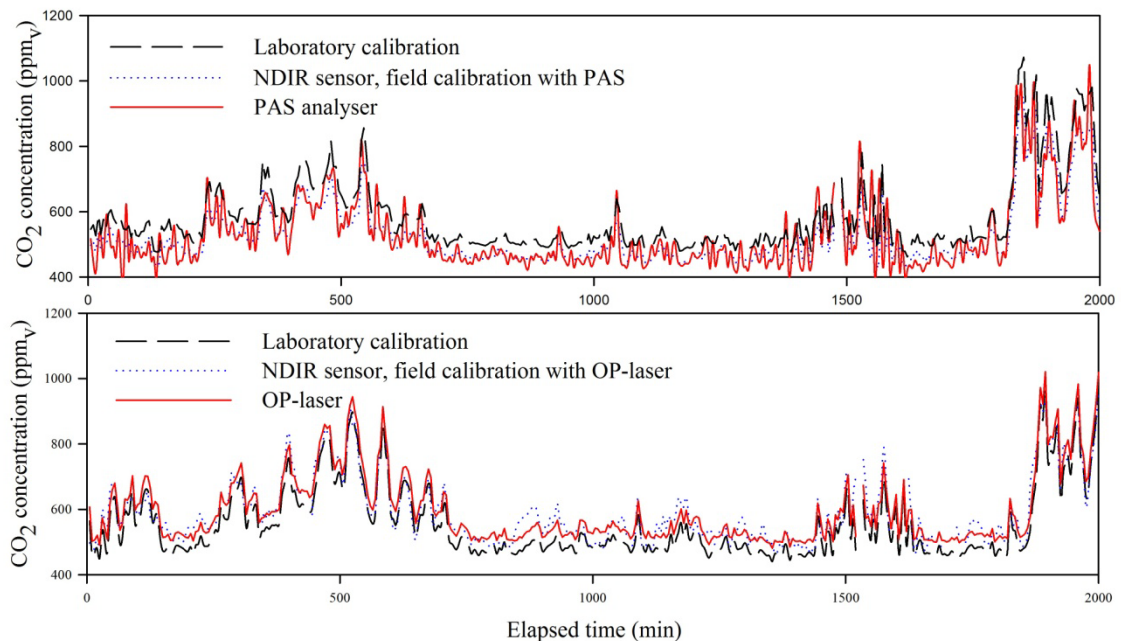 CO2 concentration (ppmv)
1200
1000
800
600
400
Laboratory calibration
NDIR sensor, field calibration with PAS
PAS analyser
0
500
1000
1500
2000
CO2 concentration (ppmv)
1200
1000
800
600
400
Laboratory calibration
NDIR sensor, field calibration with OP-laser
OP-laser
0
500
1000
1500
2000
Elapsed time (min)